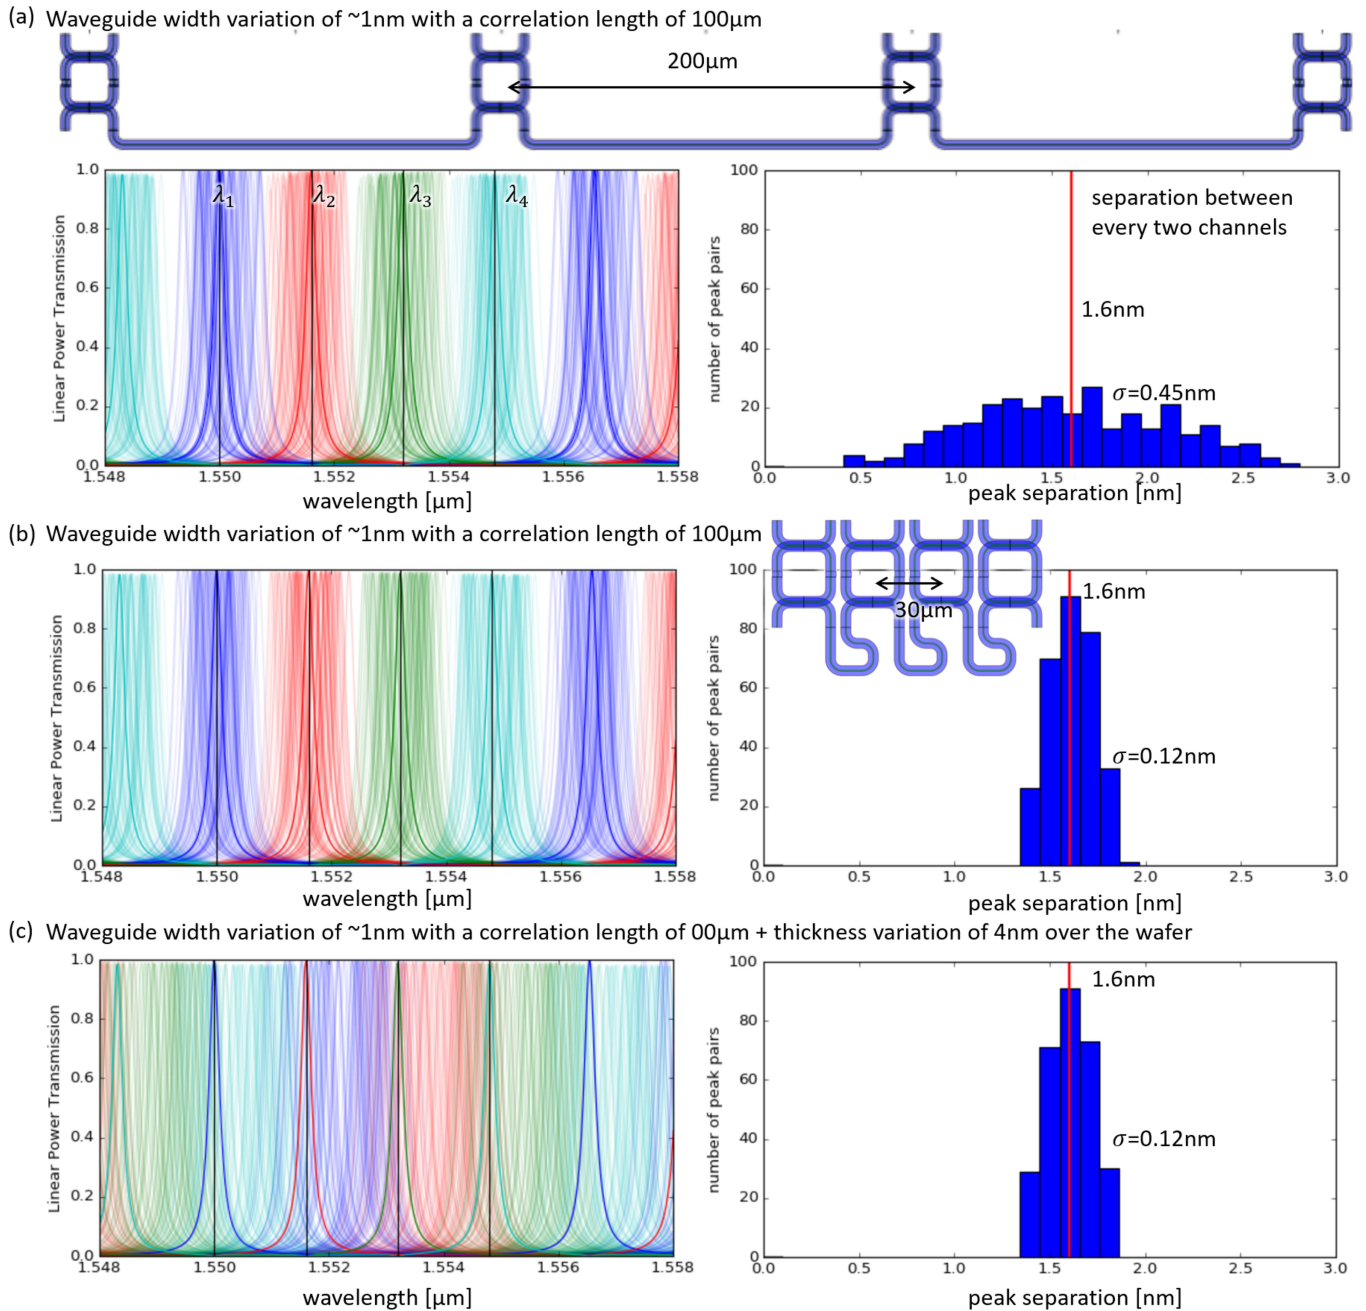 (a) Waveguide width variation of ~1nm with a correlation length of 100µm
200µm
Linear Power Transmission
1.0
0.8
0.6
0.4
0.2
0.0
λ1
λ2
λ3
λ4
1.548 1.550 1.552 1.554 1.556 1.558
wavelength [µm]
number of peak pairs
100
80
60
40
20
0
separation between
every two channels
1.6nm
σ=0.45nm
0.0 0.5 1.0 1.5 2.0 2.5 3.0
peak separation [nm]
(b) Waveguide width variation of ~1nm with a correlation length of 100µm
Linear Power Transmission
1.0
0.8
0.6
0.4
0.2
0.0
1.548 1.550 1.552 1.554 1.556 1.558
wavelength [µm]
number of peak pairs
100
80
60
40
20
0
30µm
1.6nm
σ=0.12nm
0.0 0.5 1.0 1.5 2.0 2.5 3.0
peak separation [nm]
(c) Waveguide width variation of ~1nm with a correlation length of 00µm + thickness variation of 4nm over the wafer
Linear Power Transmission
1.0
0.8
0.6
0.4
0.2
0.0
1.548 1.550 1.552 1.554 1.556 1.558
wavelength [µm]
number of peak pairs
100
80
60
40
20
0
1.6nm
σ=0.12nm
0.0 0.5 1.0 1.5 2.0 2.5 3.0
peak separation [nm]